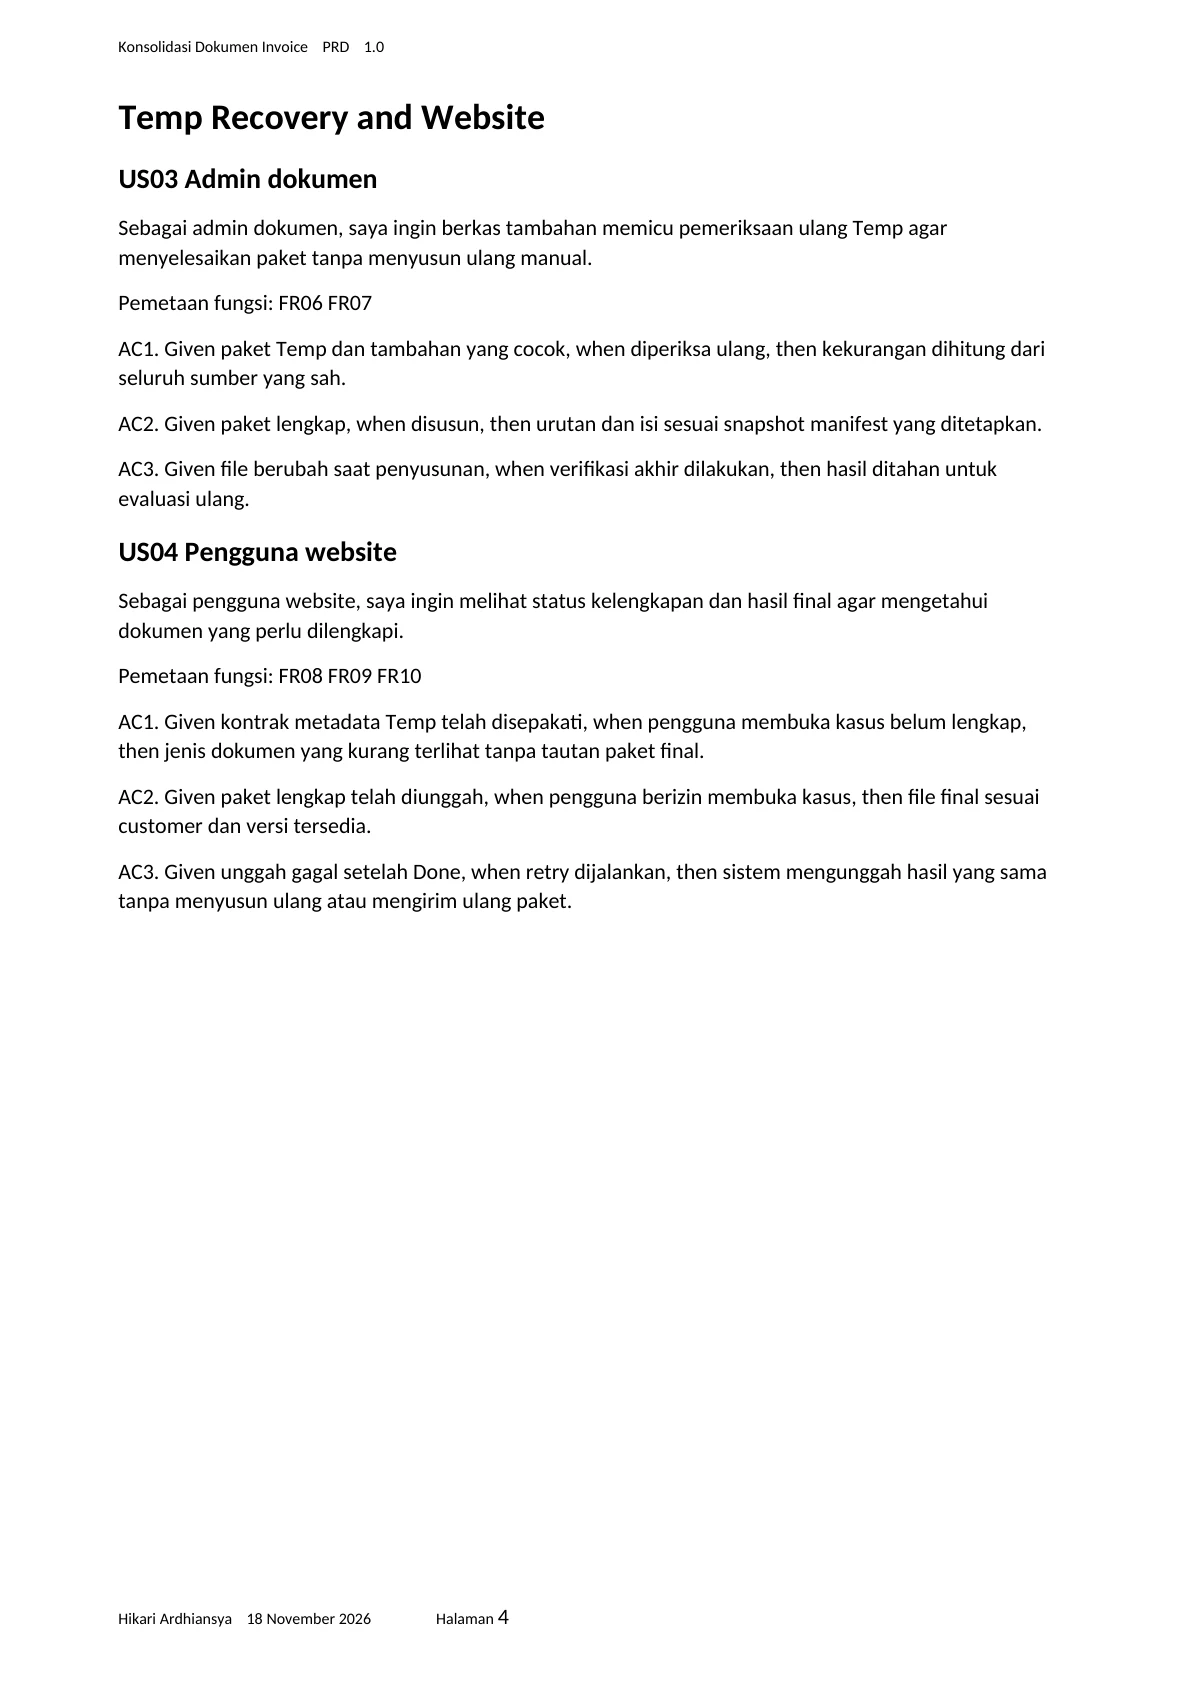 Konsolidasi Dokumen Invoice PRD 1.0
Temp Recovery and Website
US03 Admin dokumen
Sebagai admin dokumen, saya ingin berkas tambahan memicu pemeriksaan ulang Temp agar
menyelesaikan paket tanpa menyusun ulang manual.
Pemetaan fungsi: FR06 FR07
AC1. Given paket Temp dan tambahan yang cocok, when diperiksa ulang, then kekurangan dihitung dari
seluruh sumber yang sah.
AC2. Given paket lengkap, when disusun, then urutan dan isi sesuai snapshot manifest yang ditetapkan.
AC3. Given file berubah saat penyusunan, when verifikasi akhir dilakukan, then hasil ditahan untuk
evaluasi ulang.
US04 Pengguna website
Sebagai pengguna website, saya ingin melihat status kelengkapan dan hasil final agar mengetahui
dokumen yang perlu dilengkapi.
Pemetaan fungsi: FR08 FR09 FR10
AC1. Given kontrak metadata Temp telah disepakati, when pengguna membuka kasus belum lengkap,
then jenis dokumen yang kurang terlihat tanpa tautan paket final.
AC2. Given paket lengkap telah diunggah, when pengguna berizin membuka kasus, then file final sesuai
customer dan versi tersedia.
AC3. Given unggah gagal setelah Done, when retry dijalankan, then sistem mengunggah hasil yang sama
tanpa menyusun ulang atau mengirim ulang paket.
Hikari Ardhiansya 18 November 2026 Halaman 4